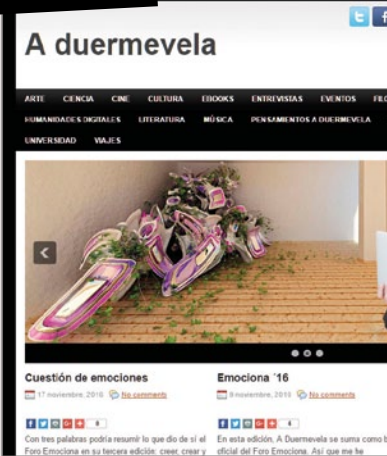 A duermevela
ARTE CIENCIA CINE CULTURA EBOOKS ENTREVISTAS EVENTOS
HUMANIDADES DIGITALES LITERATURA MÚSICA PENSAMIENTOS A DUERMEVELA
UNIVERSIDAD VIAJES
Cuestión de emociones
17 noviembre, 2016 No comments
8
Con tres palabras podría resumir lo que dio de sí el
Foro Emociona en su tercera edición: creer, crear y
Emociona ´16
9 noviembre, 2016 No comments
4
En esta edición, A Duermevela se suma como
oficial del Foro Emociona. Así que me he